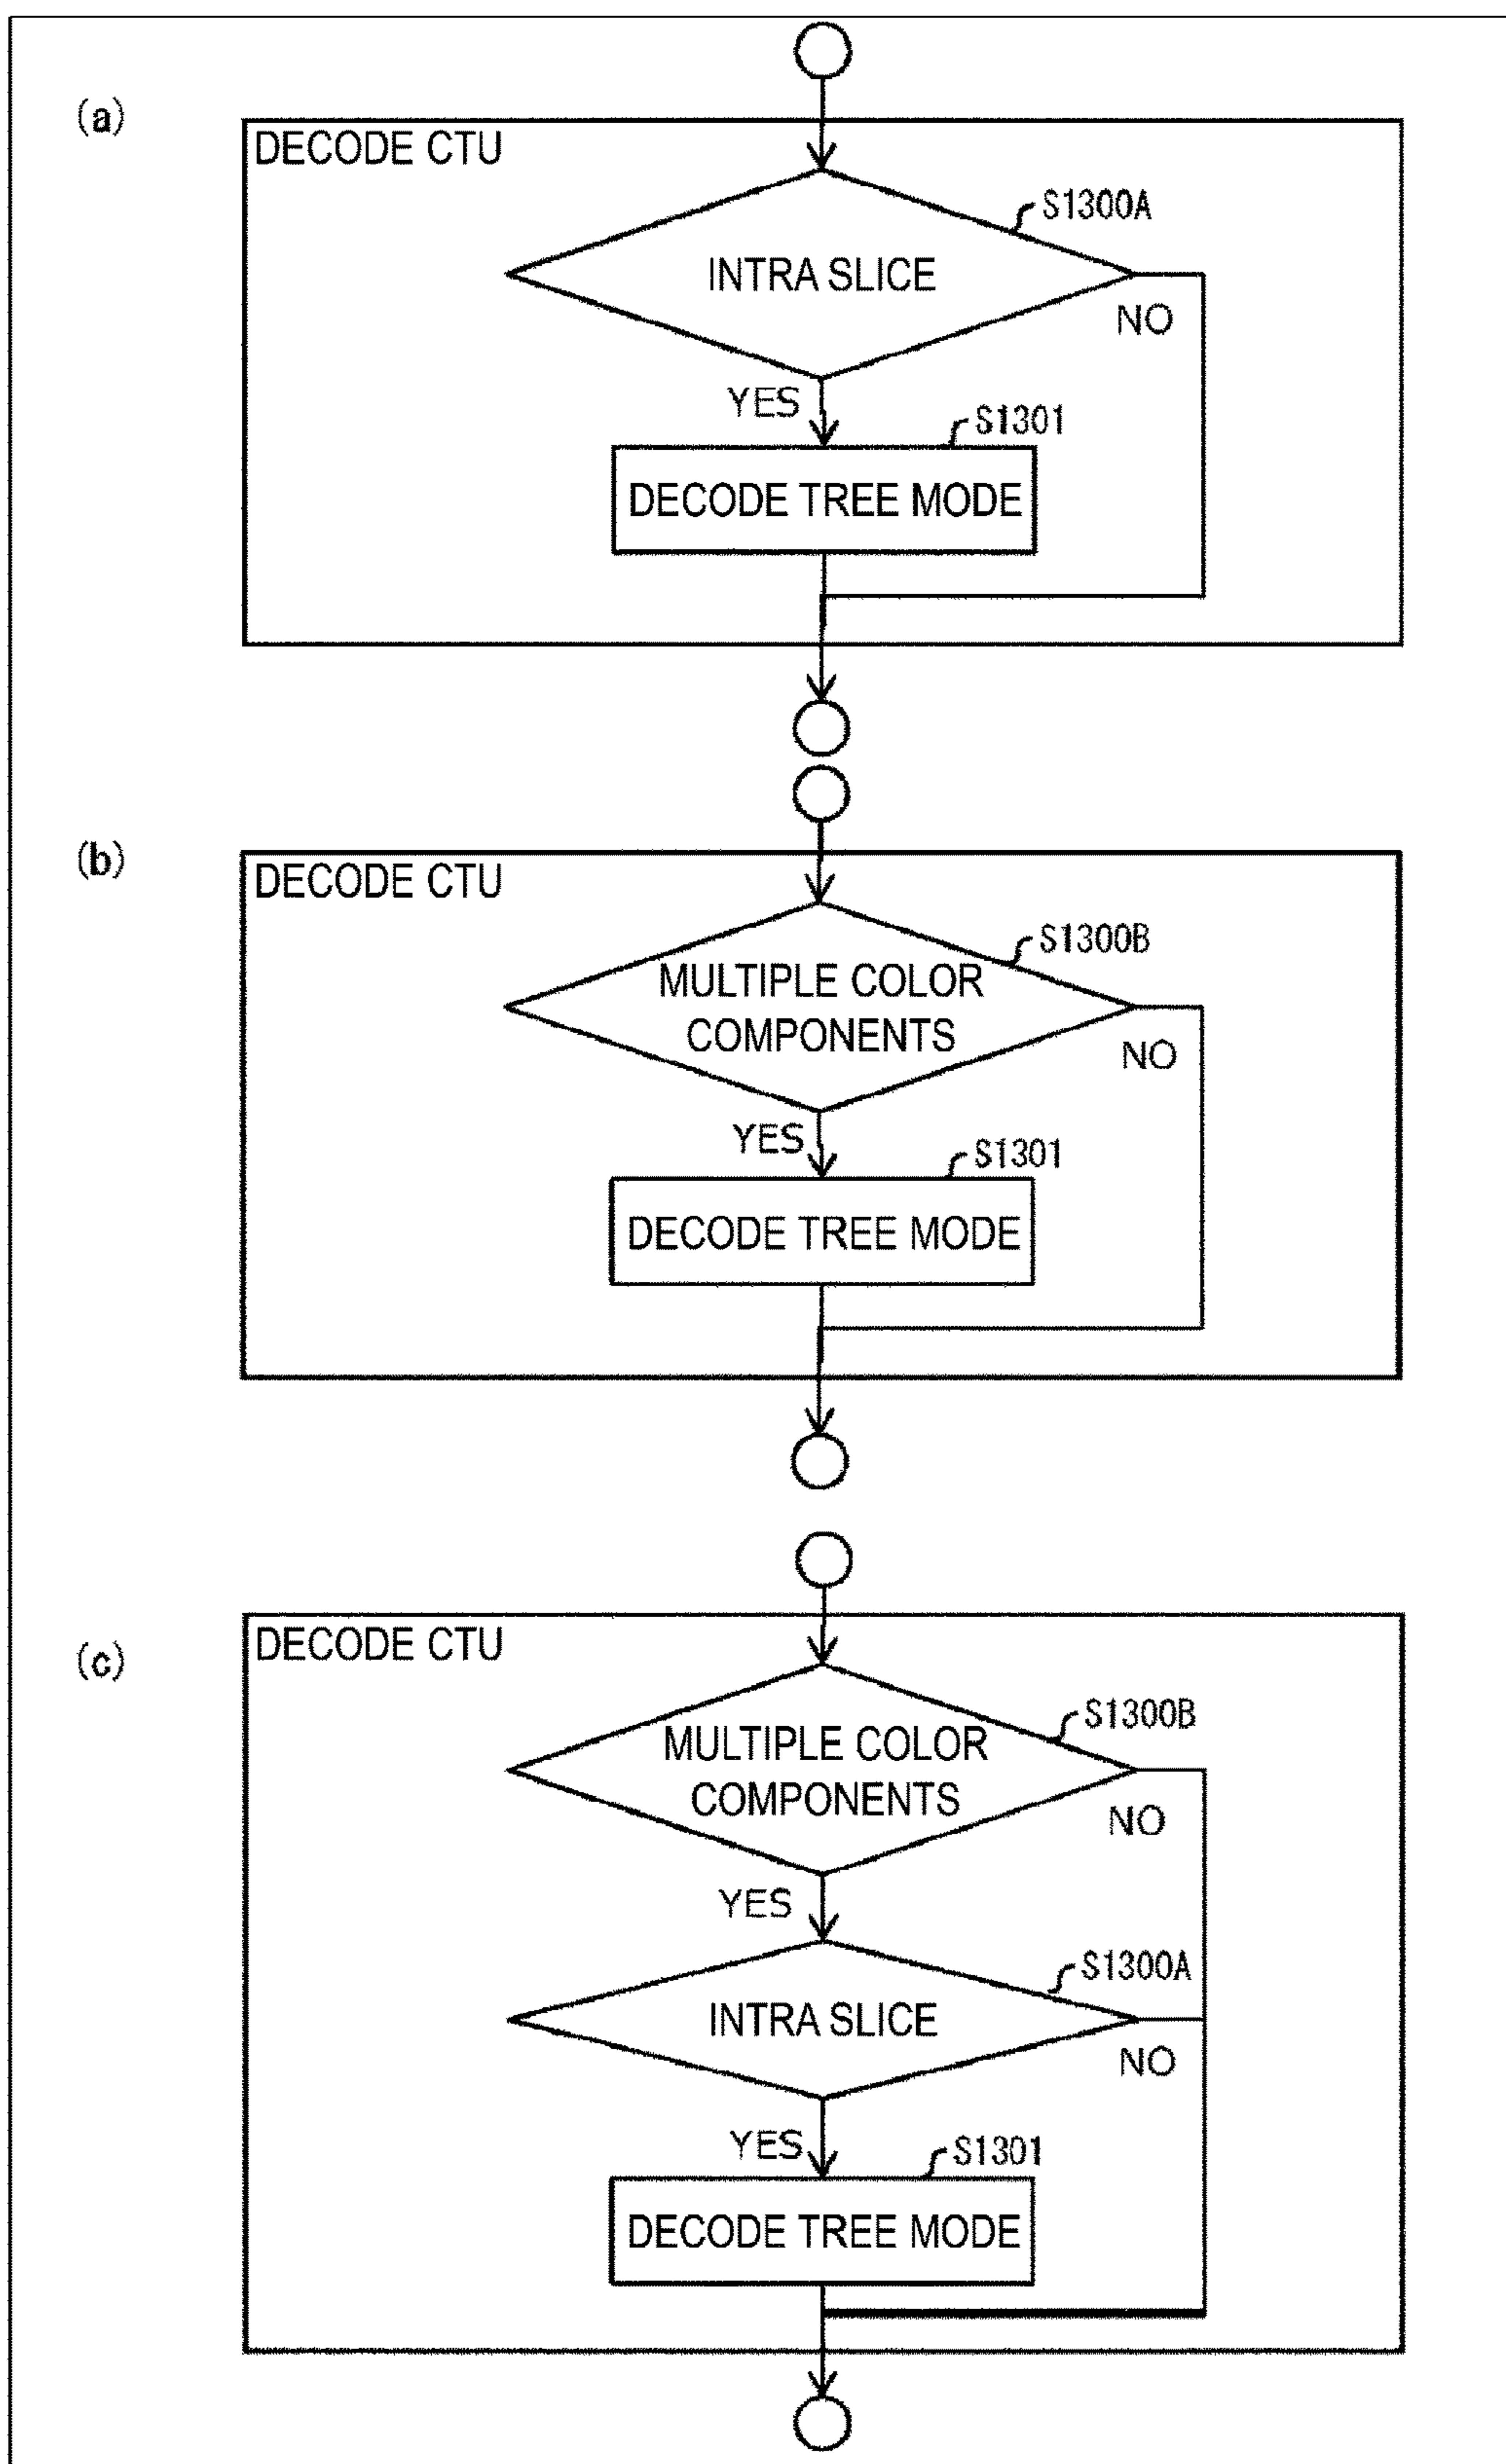 (a)
DECODE CTU
S1300A
INTRA SLICE
NO
YES
S1301
DECODE TREE MODE
(b)
DECODE CTU
S1300B
MULTIPLE COLOR
COMPONENTS
NO
YES
S1301
DECODE TREE MODE
(c)
DECODE CTU
S1300B
MULTIPLE COLOR
COMPONENTS
NO
YES
S1300A
INTRA SLICE
NO
YES
S1301
DECODE TREE MODE